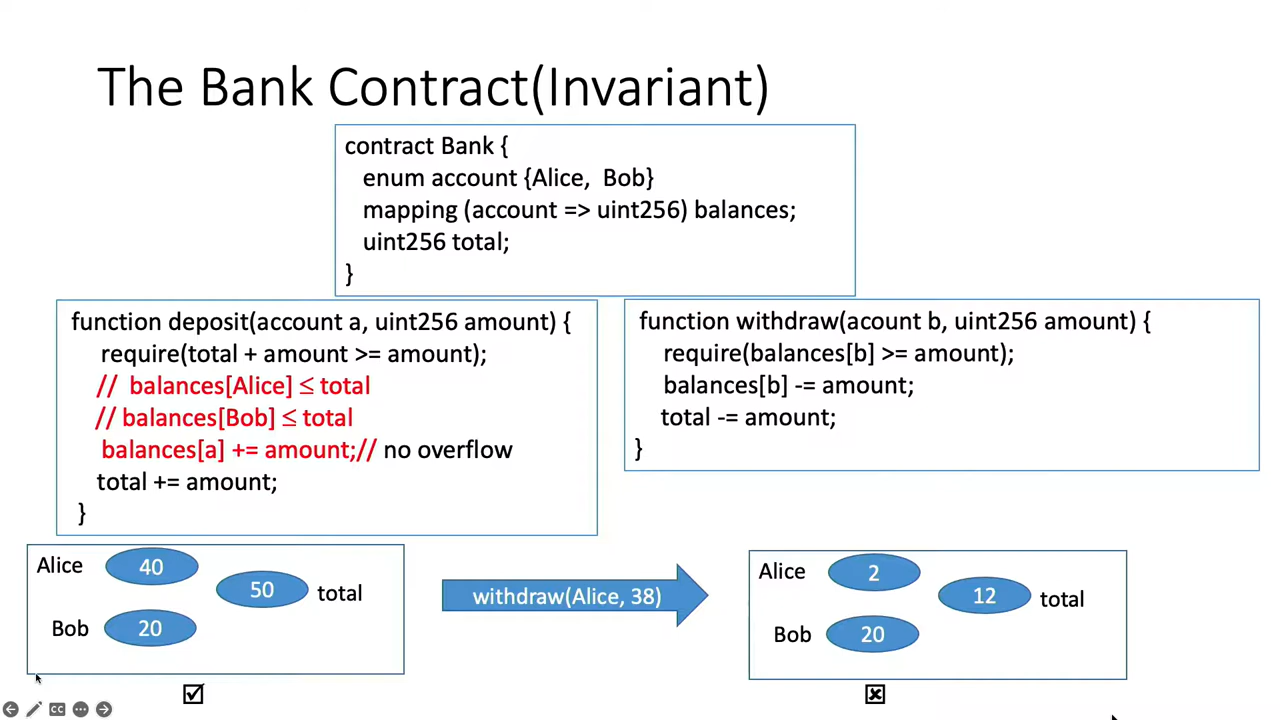 The Bank Contract(Invariant)
contract Bank {
enum account {Alice, Bob}
mapping (account => uint256) balances;
uint256 total;
}
function deposit(account a, uint256 amount) {
require(total + amount >= amount);
// balances[Alice] ≤ total
// balances[Bob] ≤ total
balances[a] += amount;// no overflow
total += amount;
}
function withdraw(acount b, uint256 amount) {
require(balances[b] >= amount);
balances[b] -= amount;
total -= amount;
}
Alice 40
50 total
Bob 20
withdraw(Alice, 38)
Alice 2
12 total
Bob 20
CC